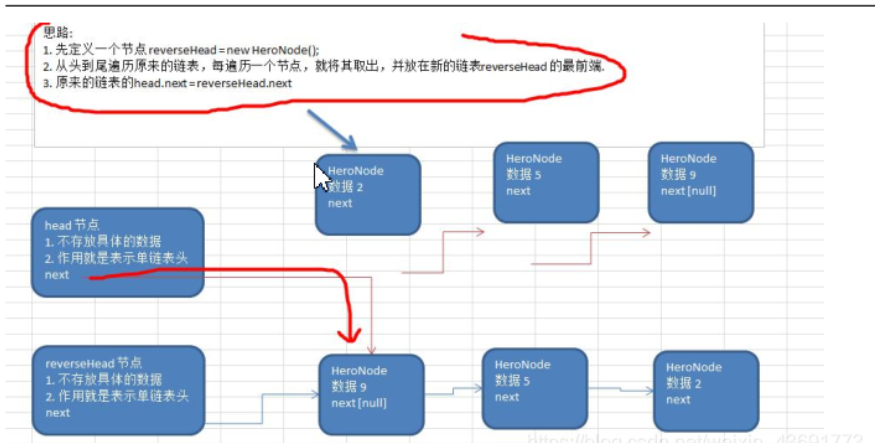 思路:
1. 先定义一个节点 reverseHead = new HeroNode();
2. 从头到尾遍历原来的链表，每遍历一个节点，就将其取出，并放在新的链表reverseHead 的最前端.
3. 原来的链表的head.next = reverseHead.next
HeroNode
数据 2
next
HeroNode
数据 5
next
HeroNode
数据 9
next [null]
head 节点
1. 不存放具体的数据
2. 作用就是表示单链表头
next
reverseHead 节点
1. 不存放具体的数据
2. 作用就是表示单链表头
next
HeroNode
数据 9
next [null]
HeroNode
数据 5
next
HeroNode
数据 2
next